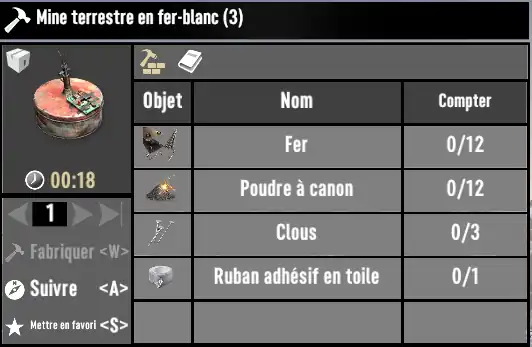 Mine terrestre en fer-blanc (3)
00:18
1
Fabriquer <W>
Suivre <A>
Mettre en favori <S>
Objet Nom Compter
Fer 0/12
Poudre à canon 0/12
Clous 0/3
Ruban adhésif en toile 0/1